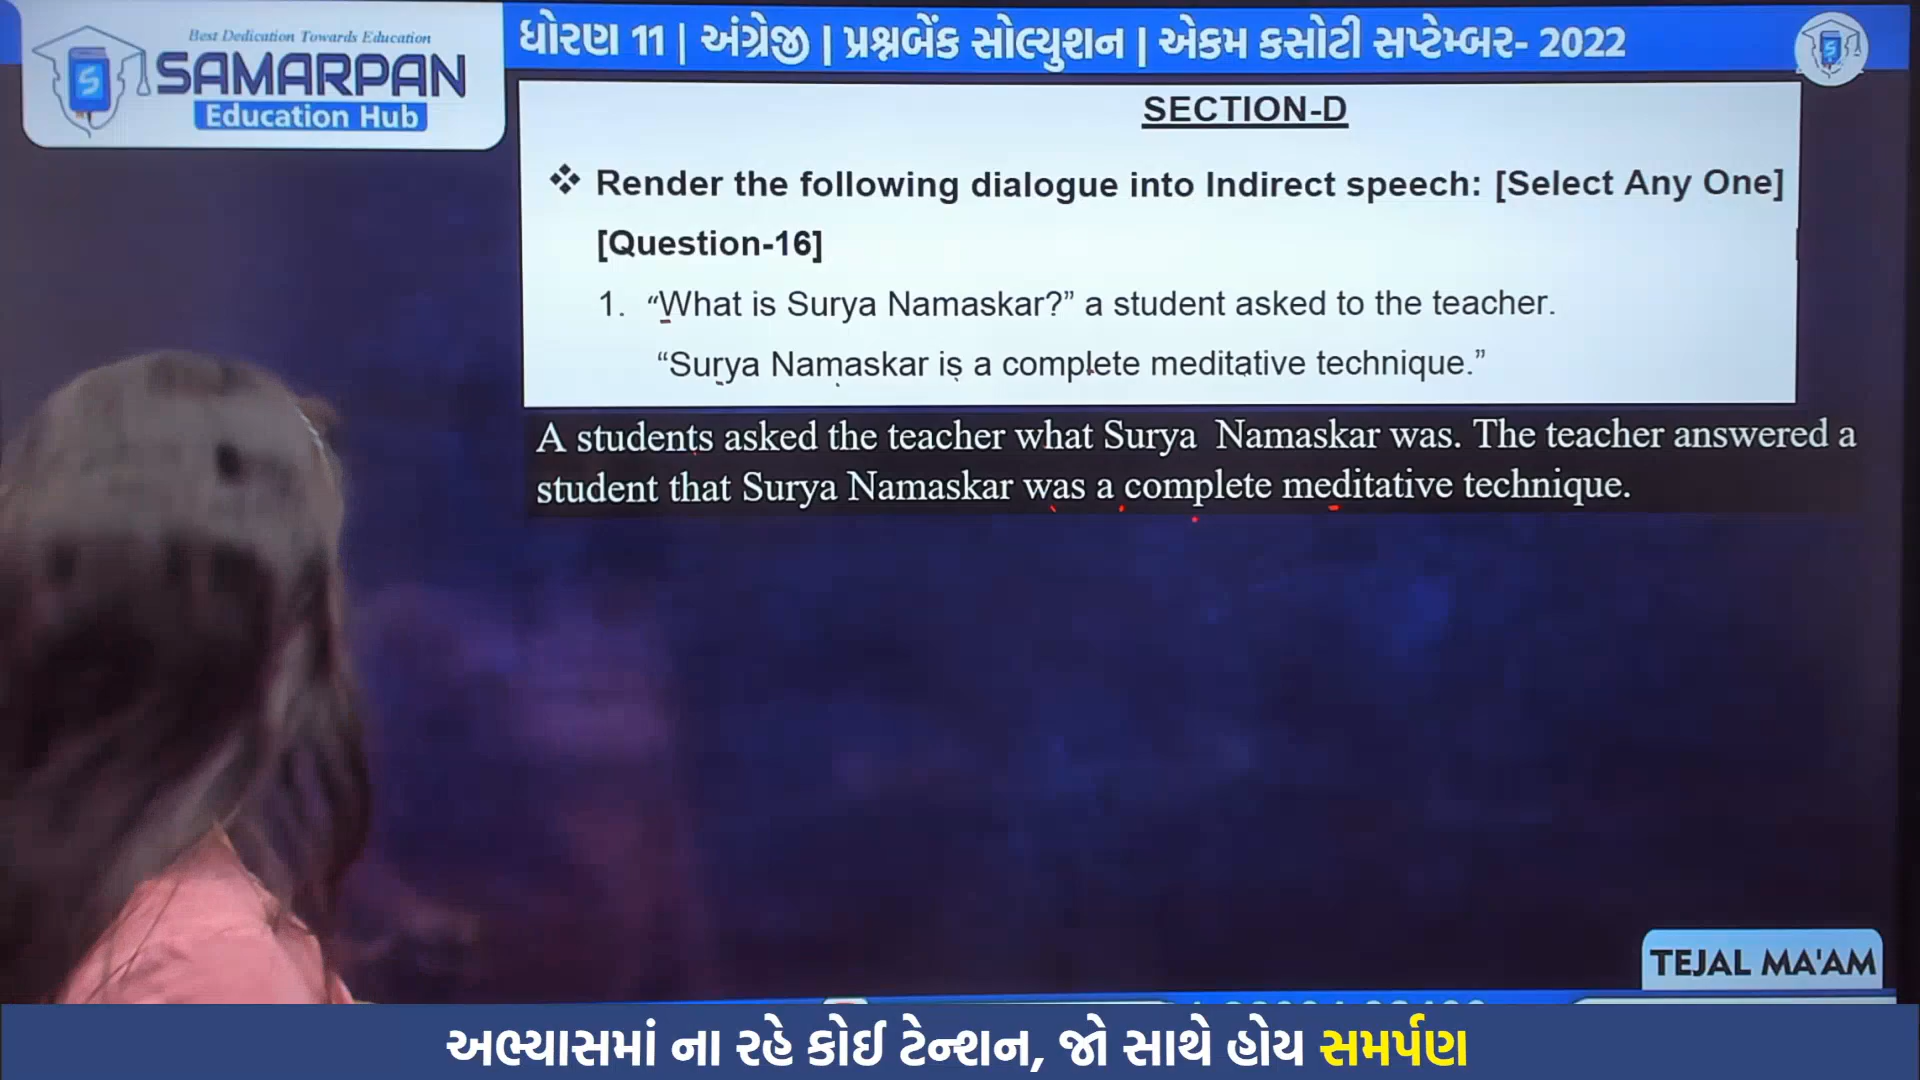 Best Dedication Towards Education
SAMARPAN
Education Hub
ધોરણ 11 | અંગ્રેજી | પ્રશ્નબેંક સોલ્યુશન | એકમ કસોટી સપ્ટેમ્બર- 2022
SECTION-D
❖ Render the following dialogue into Indirect speech: [Select Any One]
[Question-16]
1. “What is Surya Namaskar?” a student asked to the teacher.
“Surya Namaskar is a complete meditative technique.”
A students asked the teacher what Surya Namaskar was. The teacher answered a
student that Surya Namaskar was a complete meditative technique.
TEJAL MA'AM
અભ્યાસમાં ના રહે કોઈ ટેન્શન, જો સાથે હોય સમર્પણ